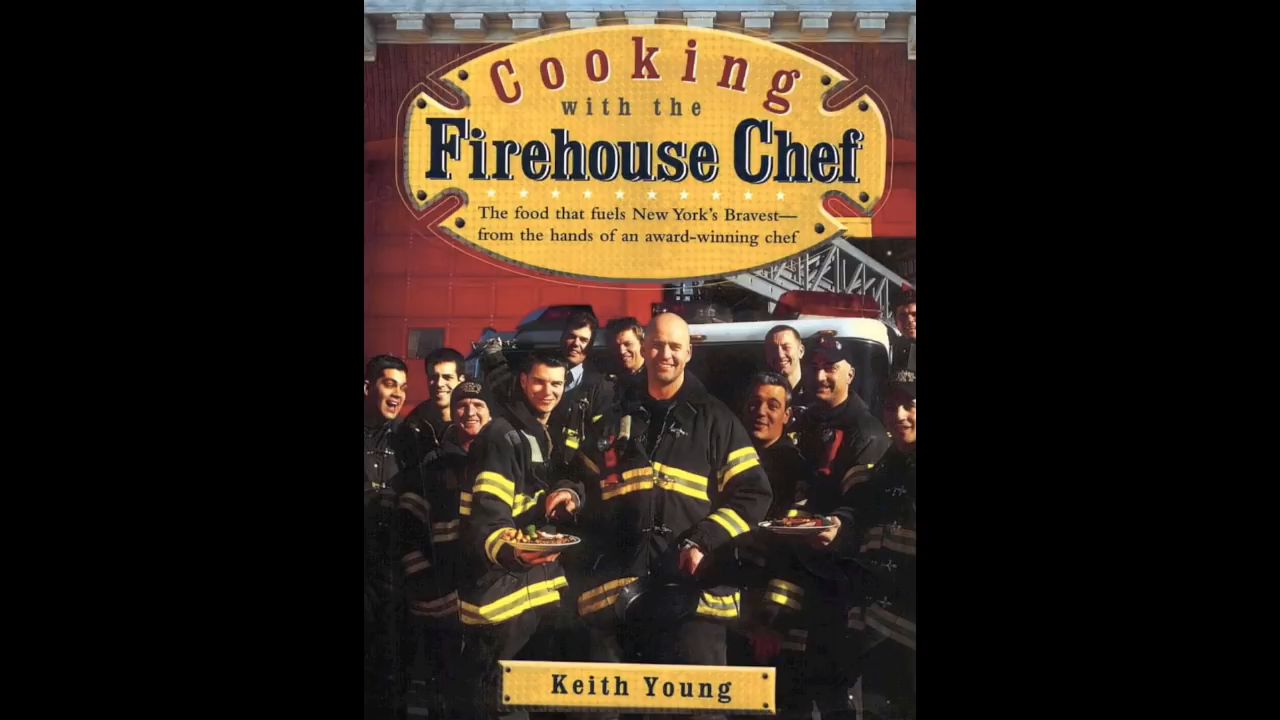 Cooking
with the
Firehouse Chef
The food that fuels New York's Bravest—
from the hands of an award-winning chef
Keith Young